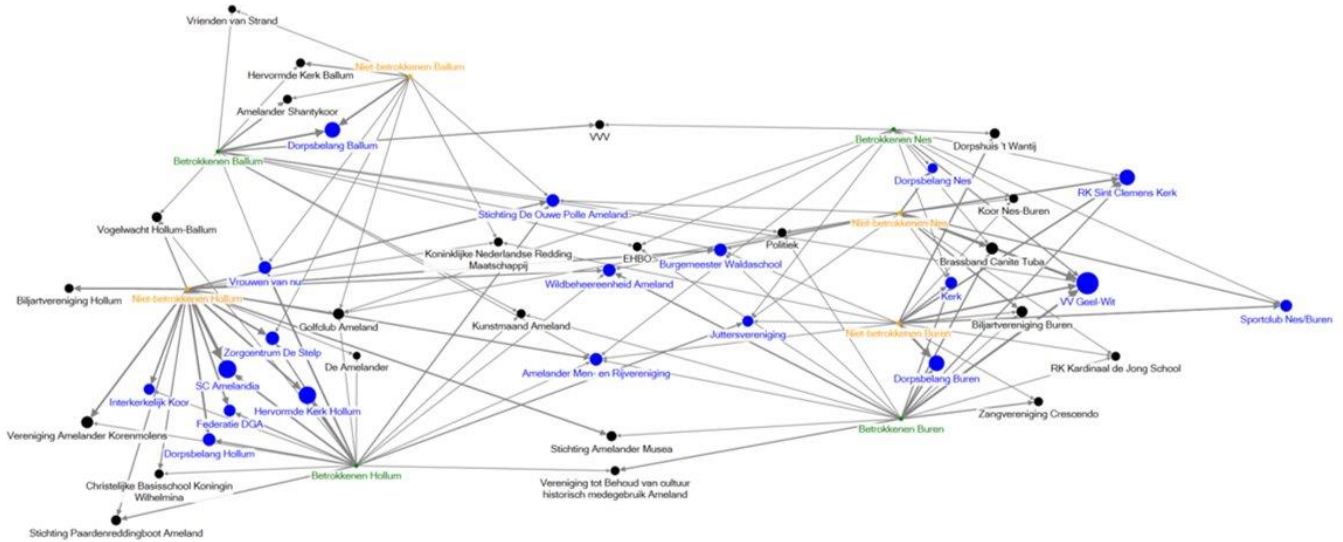 Vrienden van Strand
Hervormde Kerk Ballum
Niet-betrokkenen Ballum
Amelander Shantykoor
Dorpsbelang Ballum
Betrokkenen Ballum
VVV
Betrokkenen Nes
Dorpshuis 't Wantij
Dorpsbelang Nes
RK Sint Clemens Kerk
Stichting De Ouwe Polle Ameland
Koor Nes-Buren
Vogelwacht Hollum-Ballum
Niet-betrokkenen Nes
Politiek
Koninklijke Nederlandse Redding
Maatschappij
EHBO
Burgemeester Waldaschool
Brassband Canite Tuba
Vrouwen van nu
Wildbeheereenheid Ameland
Kerk
VV Geel-Wit
Biljartvereniging Hollum
Niet-betrokkenen Hollum
Golfclub Ameland
Kunstmaand Ameland
Juttersvereniging
Niet-betrokkenen Buren
Biljartvereniging Buren
Sportclub Nes/Buren
Zorgcentrum De Stelp
De Amelander
Amelander Men- en Rijvereniging
Dorpsbelang Buren
RK Kardinaal de Jong School
SC Amelandia
Interkerkelijk Koor
Hervormde Kerk Hollum
Federatie DGA
Zangvereniging Crescendo
Vereniging Amelander Korenmolens
Dorpsbelang Hollum
Betrokkenen Buren
Stichting Amelander Musea
Betrokkenen Hollum
Christelijke Basisschool Koningin
Wilhelmina
Vereniging tot Behoud van cultuur
historisch medegebruik Ameland
Stichting Paardenreddingboot Ameland